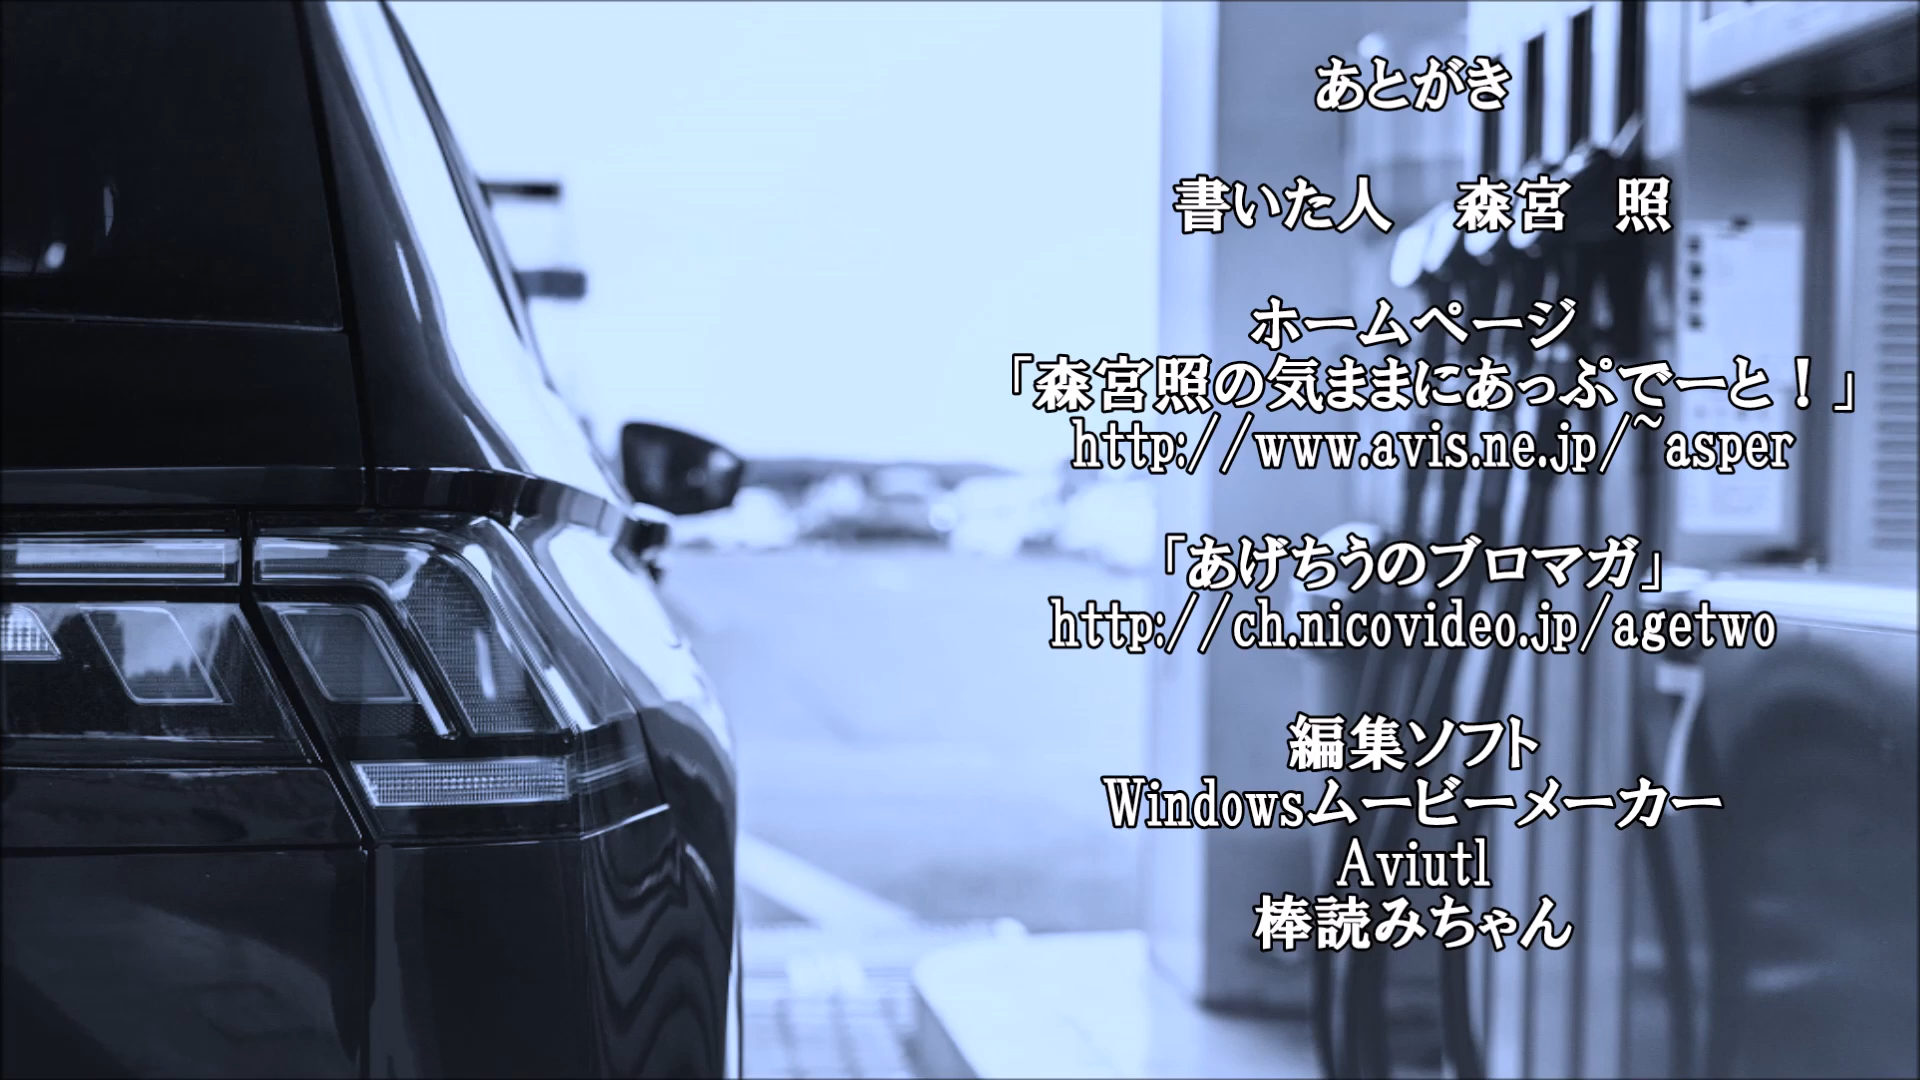 あとがき
書いた人　森宮　照
ホームページ
「森宮照の気ままにあっぷでーと！」
http://www.avis.ne.jp/~asper
「あげちうのブロマガ」
http://ch.nicovideo.jp/agetwo
編集ソフト
Windowsムービーメーカー
Aviutl
棒読みちゃん
7